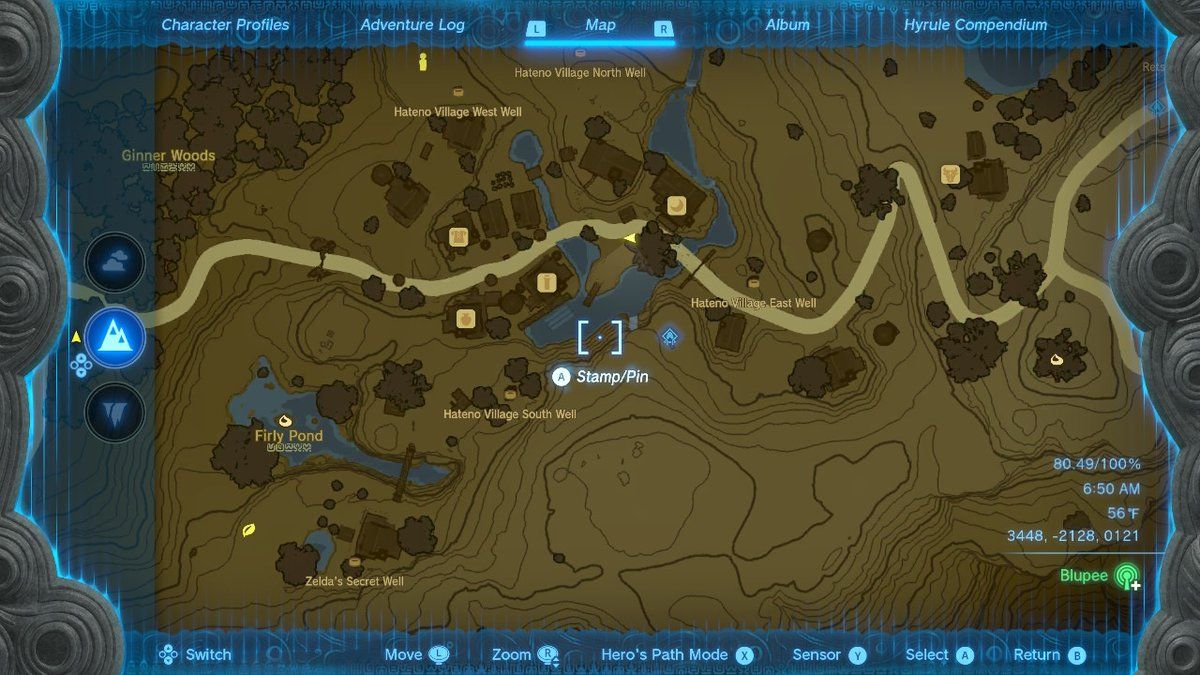 Character Profiles
Adventure Log
L
Map
R
Album
Hyrule Compendium
Hateno Village North Well
Rets
Hateno Village West Well
Ginner Woods
Hateno Village East Well
A Stamp/Pin
Hateno Village South Well
Firly Pond
80.49/100%
6:50 AM
56°F
3448, -2128, 0121
Blupee
Zelda's Secret Well
Switch
Move L
Zoom R
Hero's Path Mode X
Sensor Y
Select A
Return B